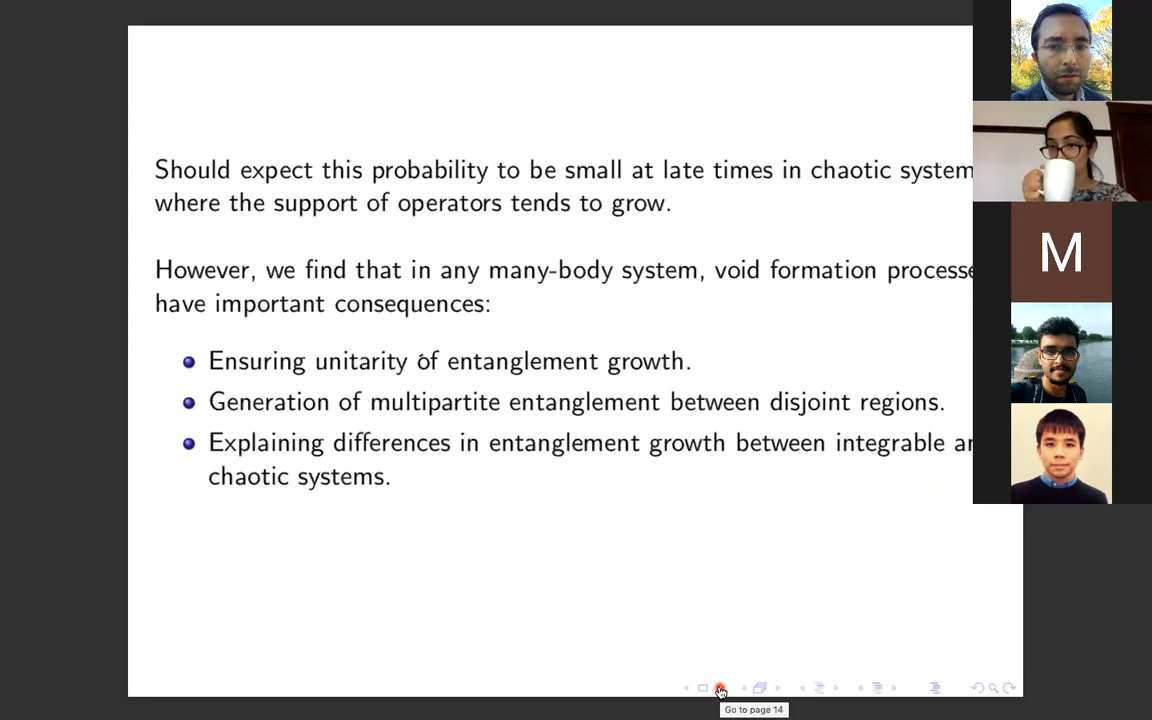 Should expect this probability to be small at late times in chaotic system
where the support of operators tends to grow.
However, we find that in any many-body system, void formation processe
have important consequences:
Ensuring unitarity of entanglement growth.
Generation of multipartite entanglement between disjoint regions.
Explaining differences in entanglement growth between integrable
chaotic systems.
M
Go to page 14